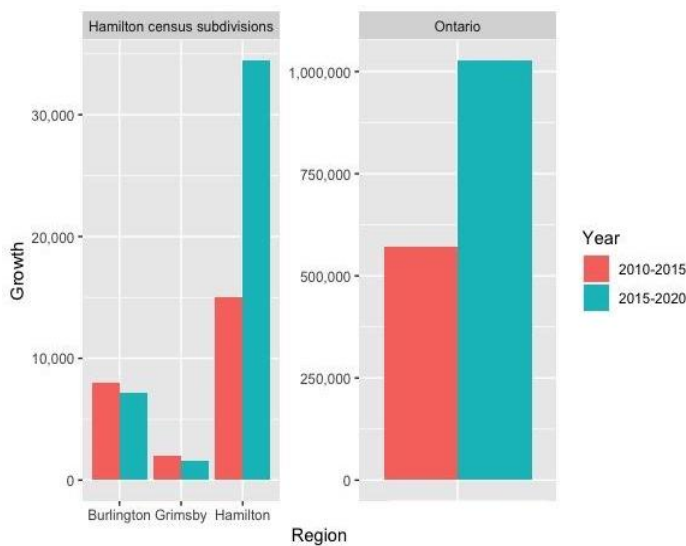 Hamilton census subdivisions
Ontario
Growth
30,000
20,000
10,000
0
Burlington Grimsby Hamilton
1,000,000
750,000
500,000
250,000
0
Region
Year
2010-2015
2015-2020